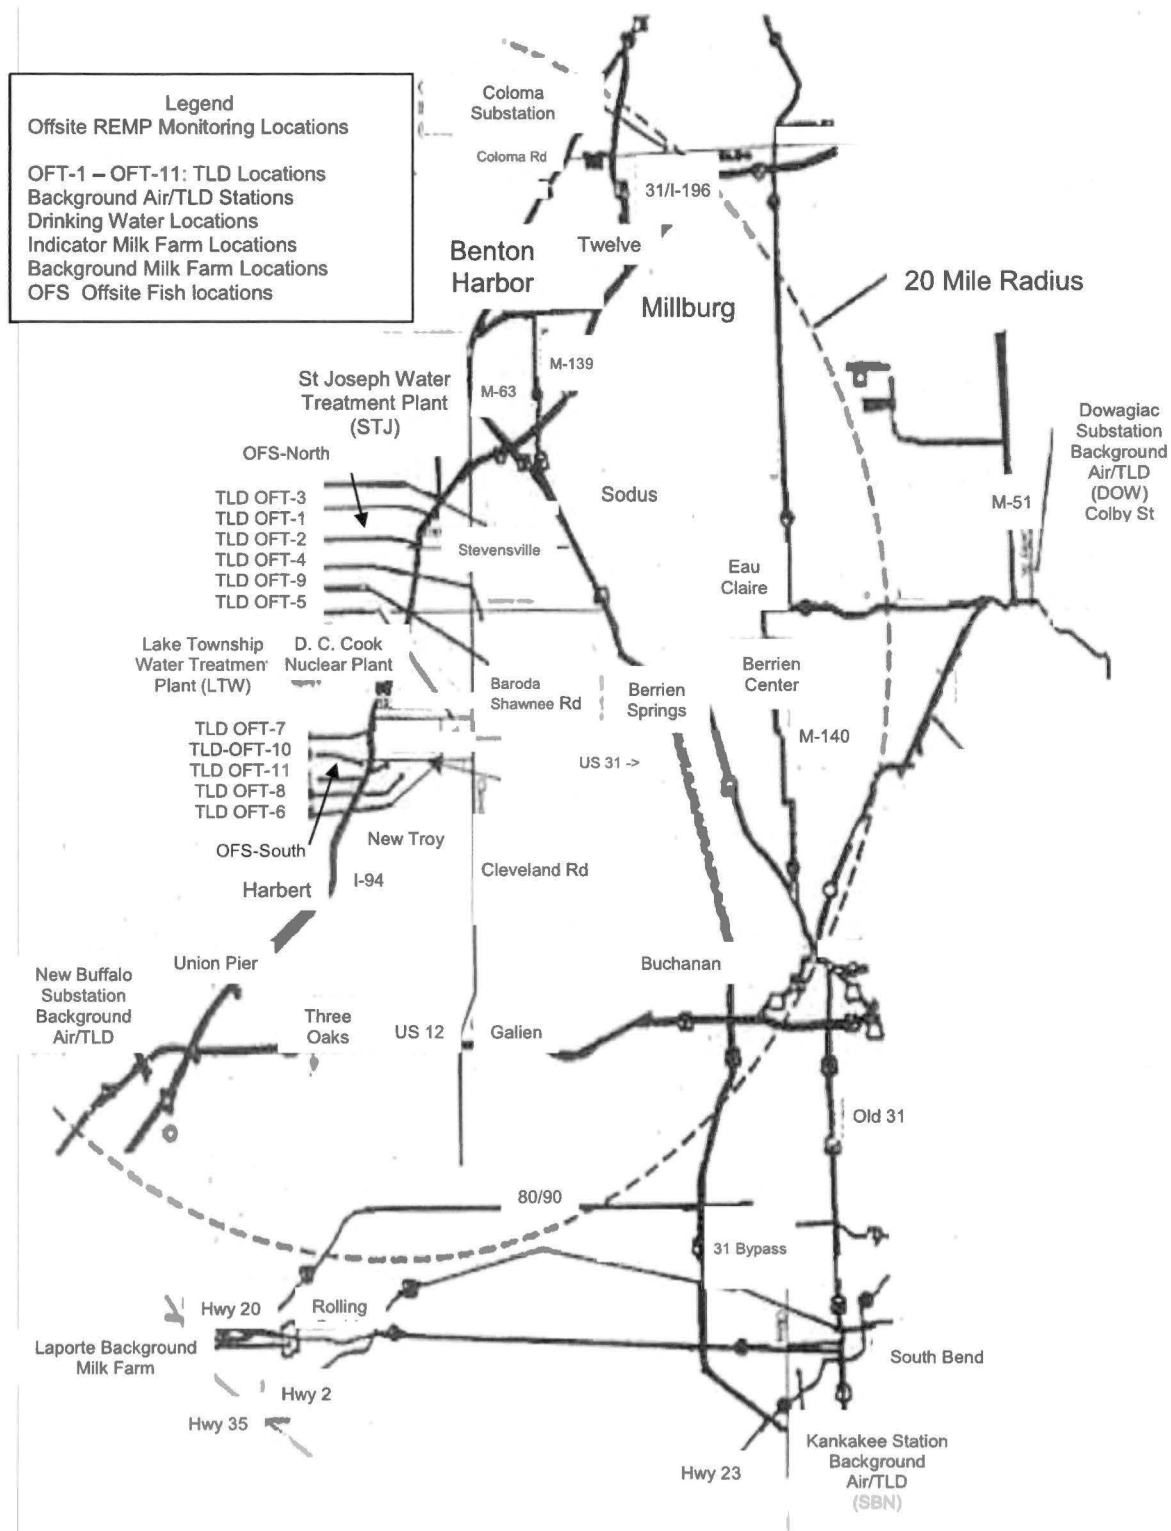 Legend
Offsite REMP Monitoring Locations
OFT-1 – OFT-11: TLD Locations
Background Air/TLD Stations
Drinking Water Locations
Indicator Milk Farm Locations
Background Milk Farm Locations
OFS  Offsite Fish locations
Coloma
Substation
Coloma Rd
31/I-196
Benton
Harbor
Twelve
Millburg
20 Mile Radius
M-139
M-63
St Joseph Water
Treatment Plant
(STJ)
OFS-North
TLD OFT-3
TLD OFT-1
TLD OFT-2
TLD OFT-4
TLD OFT-9
TLD OFT-5
Sodus
Stevensville
Dowagiac
Substation
Background
Air/TLD
(DOW)
Colby St
M-51
Eau
Claire
Lake Township
Water Treatment
Plant (LTW)
D. C. Cook
Nuclear Plant
Baroda
Shawnee Rd
Berrien
Springs
Berrien
Center
M-140
US 31 ->
TLD OFT-7
TLD-OFT-10
TLD OFT-11
TLD OFT-8
TLD OFT-6
OFS-South
New Troy
I-94
Harbert
Cleveland Rd
Union Pier
Buchanan
New Buffalo
Substation
Background
Air/TLD
Three
Oaks
US 12
Galien
Old 31
80/90
31 Bypass
Hwy 20
Rolling
Laporte Background
Milk Farm
South Bend
Hwy 2
Hwy 35
Hwy 23
Kankakee Station
Background
Air/TLD
(SBN)